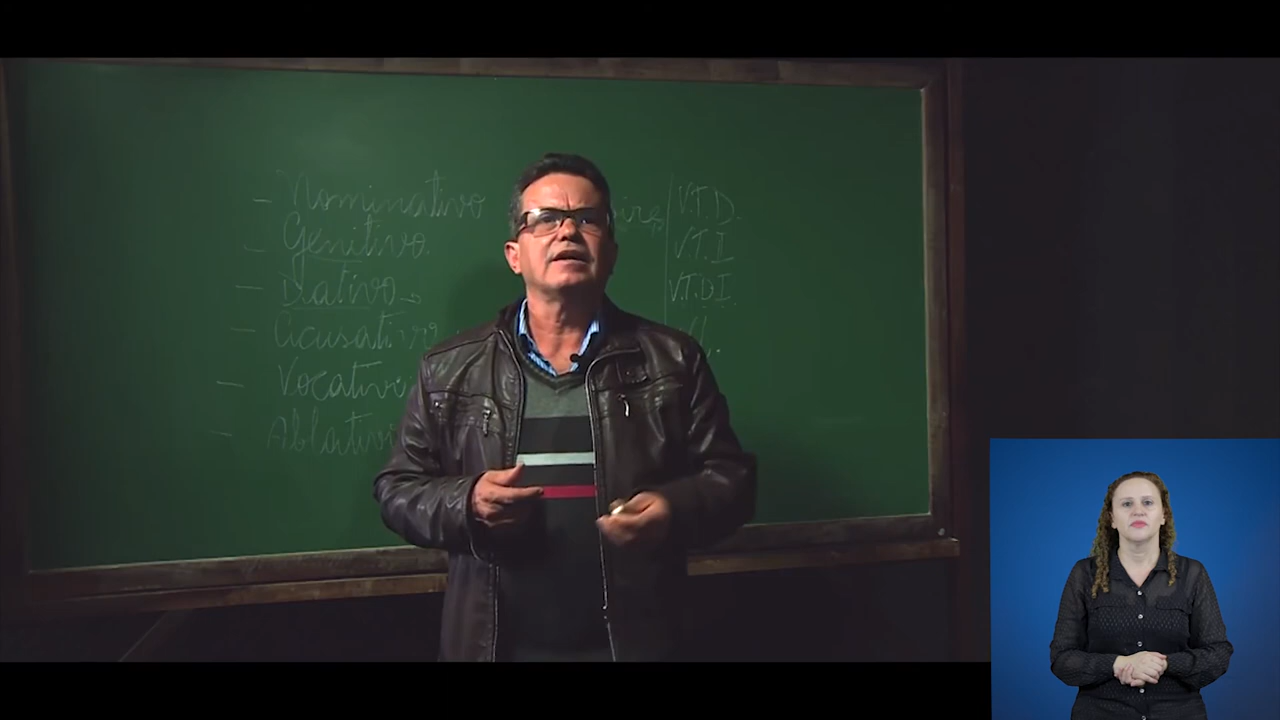 - Nominativo
- Genitivo.
- Dativo →
- Acusativo
- Vocativo
- Ablativo
V.T.D.
V.T.I
V.T.D.I.